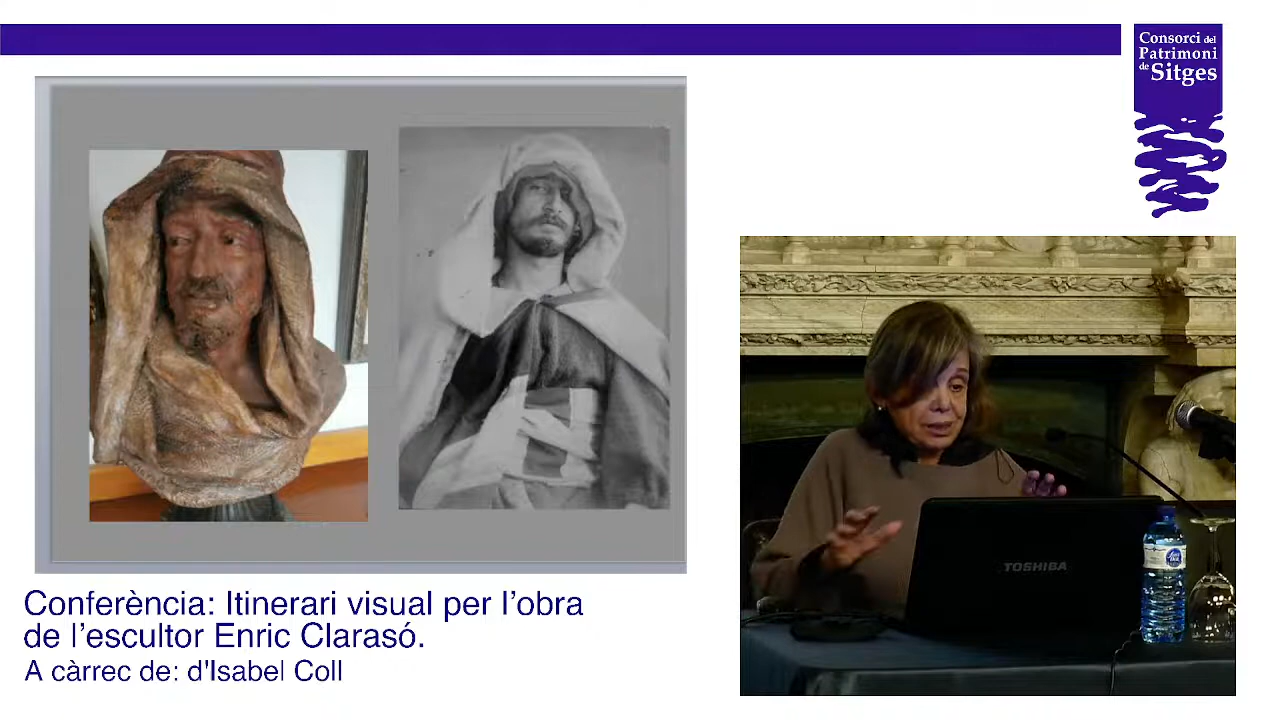 Consorci del
Patrimoni
de Sitges
TOSHIBA
Conferència: Itinerari visual per l'obra
de l'escultor Enric Clarasó.
A càrrec de: d'Isabel Coll